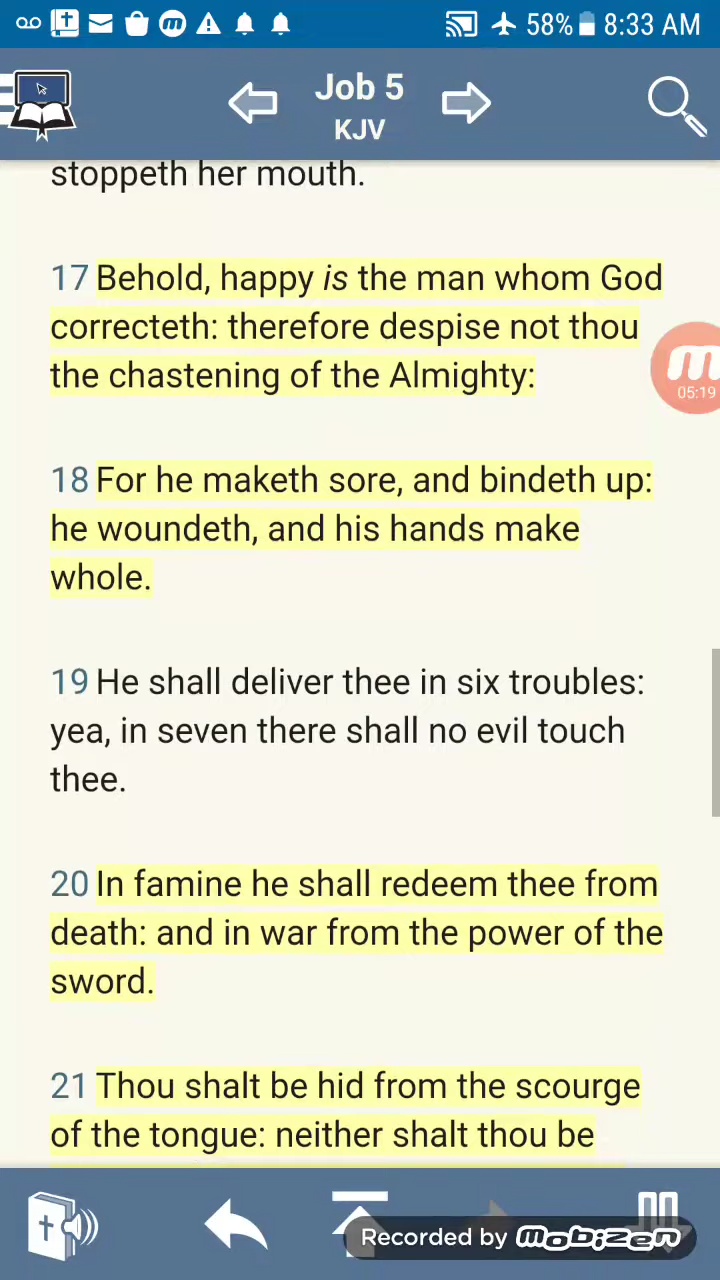 58% 8:33 AM
Job 5
KJV
stoppeth her mouth.
17 Behold, happy is the man whom God
correcteth: therefore despise not thou
the chastening of the Almighty:
m
05:19
18 For he maketh sore, and bindeth up:
he woundeth, and his hands make
whole.
19 He shall deliver thee in six troubles:
yea, in seven there shall no evil touch
thee.
20 In famine he shall redeem thee from
death: and in war from the power of the
sword.
21 Thou shalt be hid from the scourge
of the tongue: neither shalt thou be
Recorded by mobizen